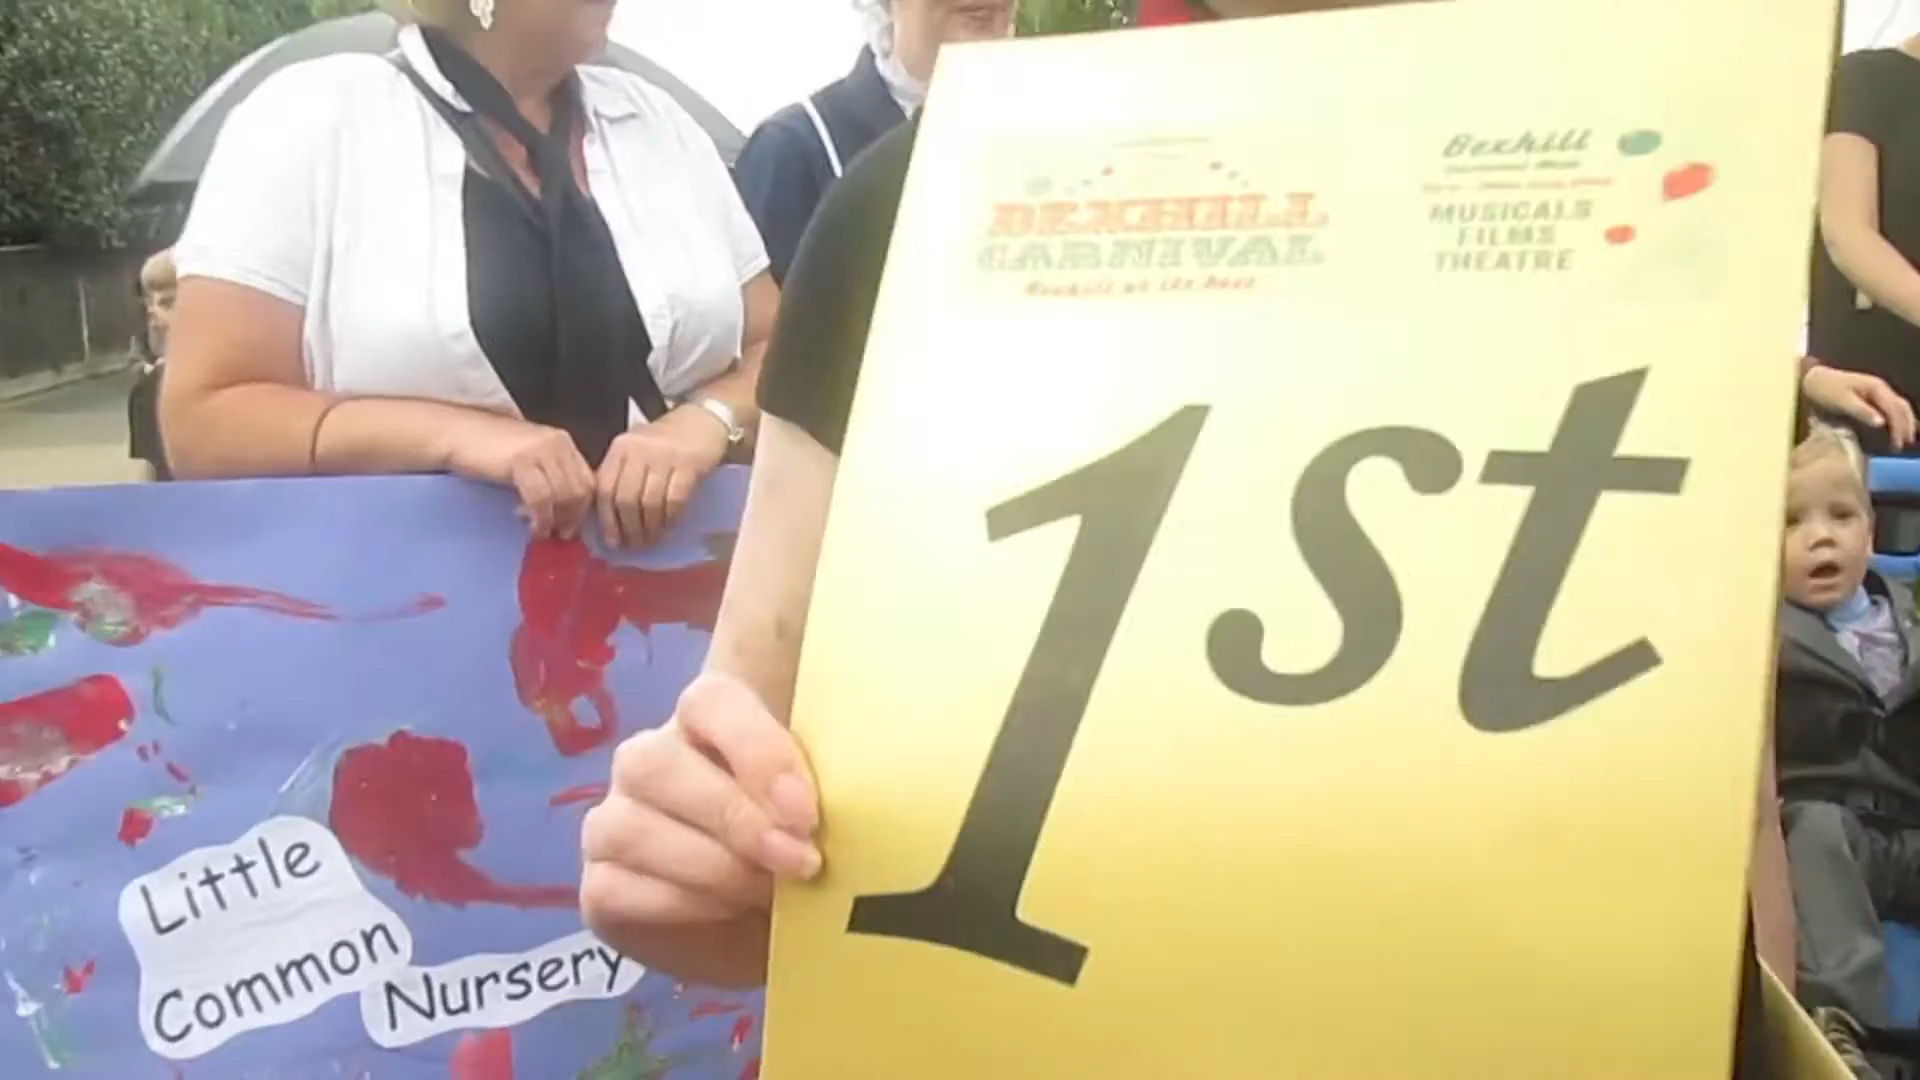 BEXHILL
CARNIVAL
Bexhill
MUSICALS
FILMS
THEATRE
1st
Little
Common
Nursery